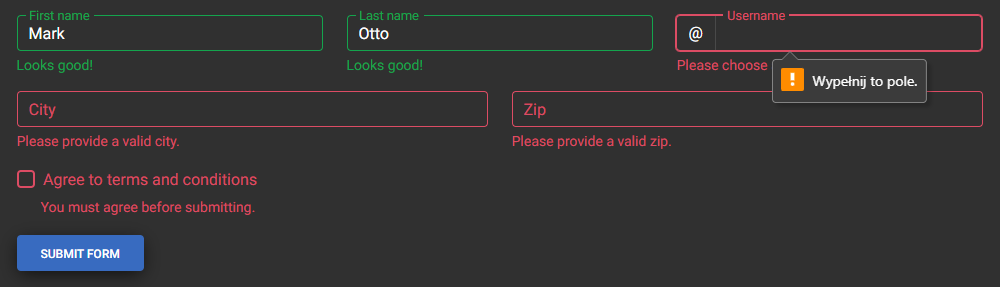 First name
Mark
Looks good!
Last name
Otto
Looks good!
Username
@
Please choose
Wypełnij to pole.
City
Please provide a valid city.
Zip
Please provide a valid zip.
Agree to terms and conditions
You must agree before submitting.
SUBMIT FORM